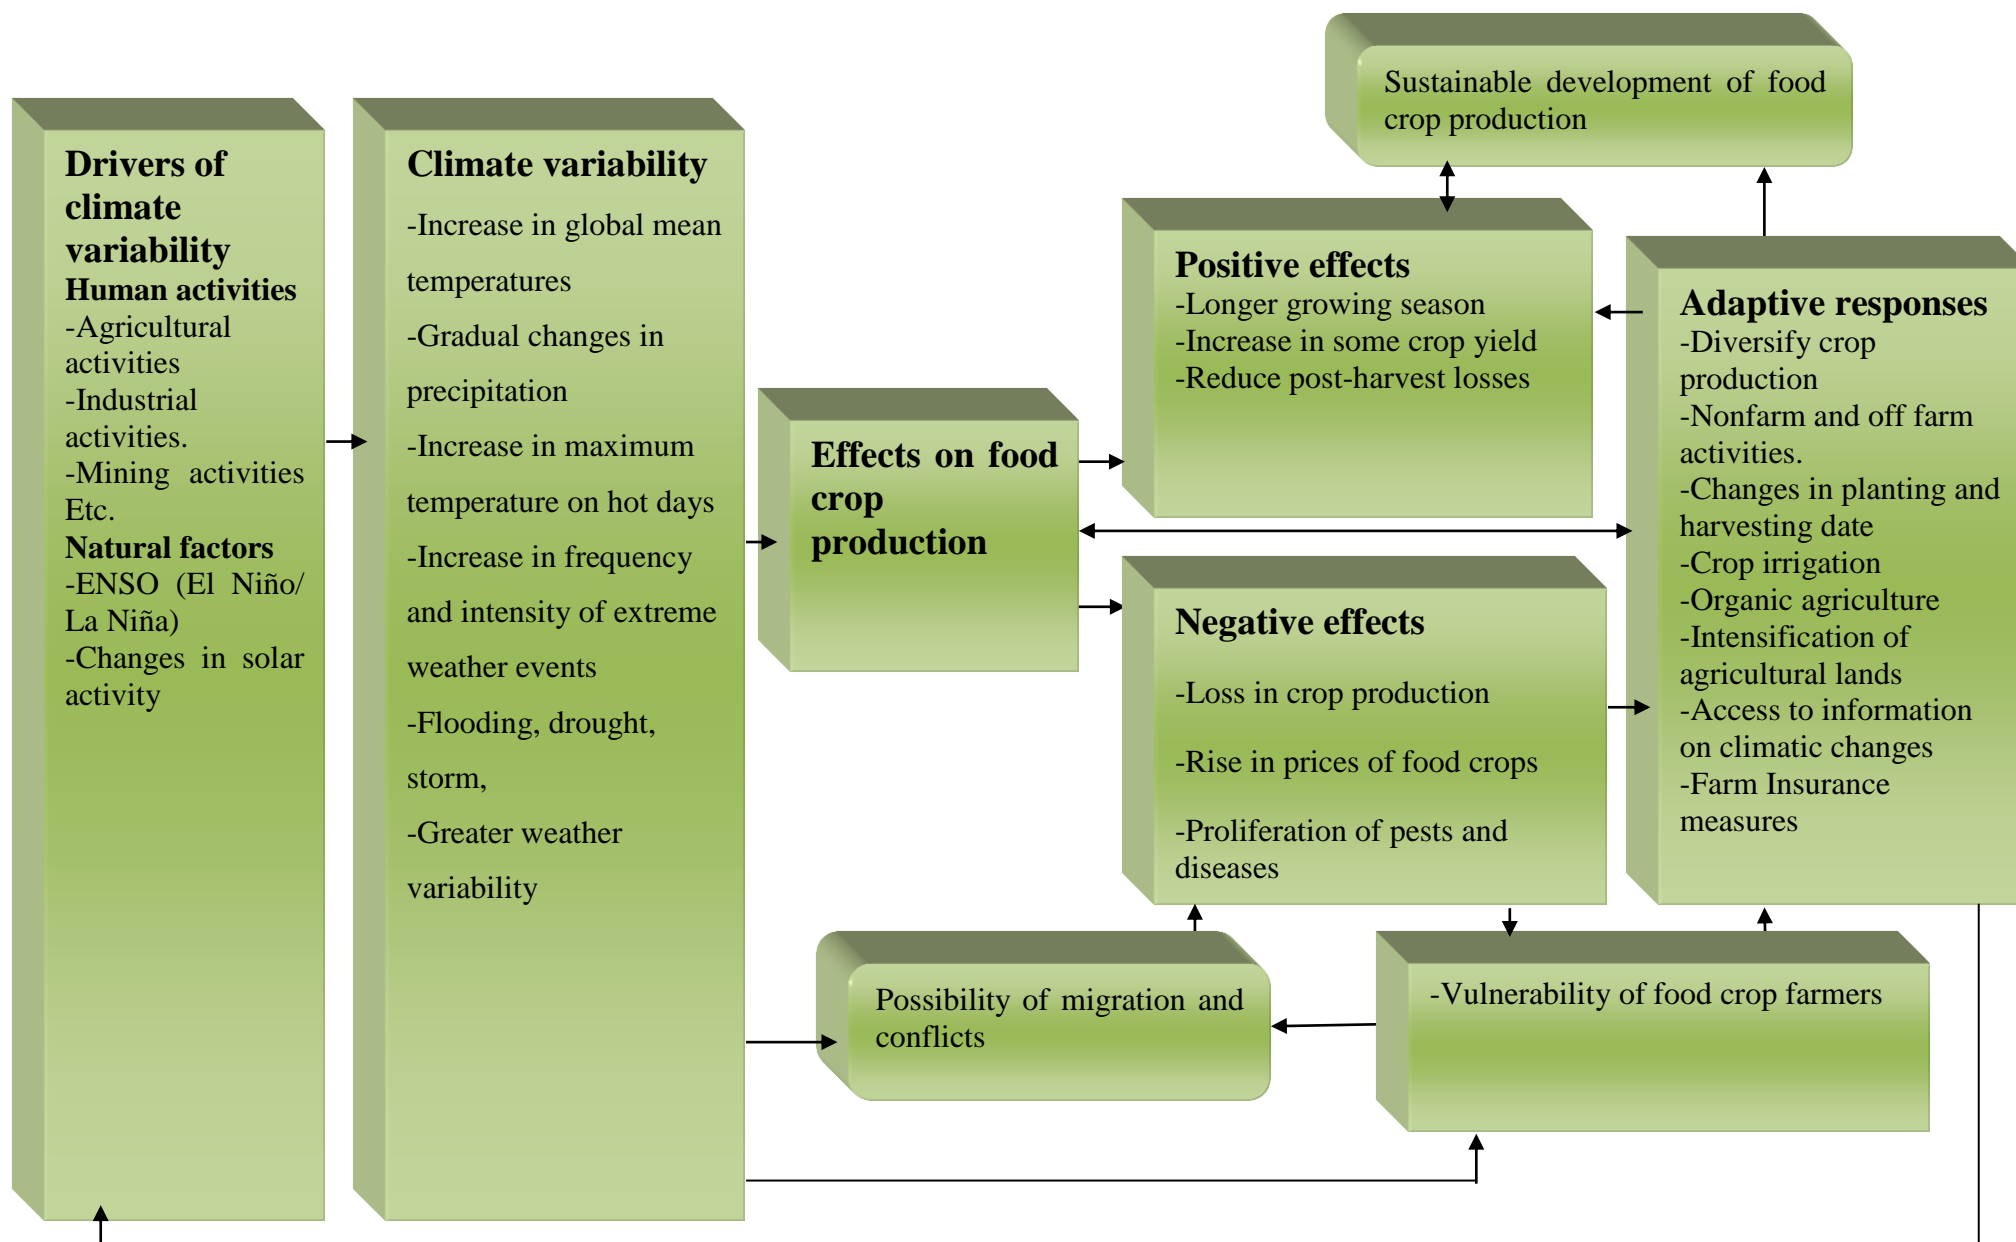 Drivers of
climate
variability
Human activities
-Agricultural
activities
-Industrial
activities.
-Mining activities
Etc.
Natural factors
-ENSO (El Niño/
La Niña)
-Changes in solar
activity
Climate variability
-Increase in global mean
temperatures
-Gradual changes in
precipitation
-Increase in maximum
temperature on hot days
-Increase in frequency
and intensity of extreme
weather events
-Flooding, drought,
storm,
-Greater weather
variability
Effects on food
crop
production
Sustainable development of food
crop production
Positive effects
-Longer growing season
-Increase in some crop yield
-Reduce post-harvest losses
Negative effects
-Loss in crop production
-Rise in prices of food crops
-Proliferation of pests and
diseases
Adaptive responses
-Diversify crop
production
-Nonfarm and off farm
activities.
-Changes in planting and
harvesting date
-Crop irrigation
-Organic agriculture
-Intensification of
agricultural lands
-Access to information
on climatic changes
-Farm Insurance
measures
Possibility of migration and
conflicts
-Vulnerability of food crop farmers